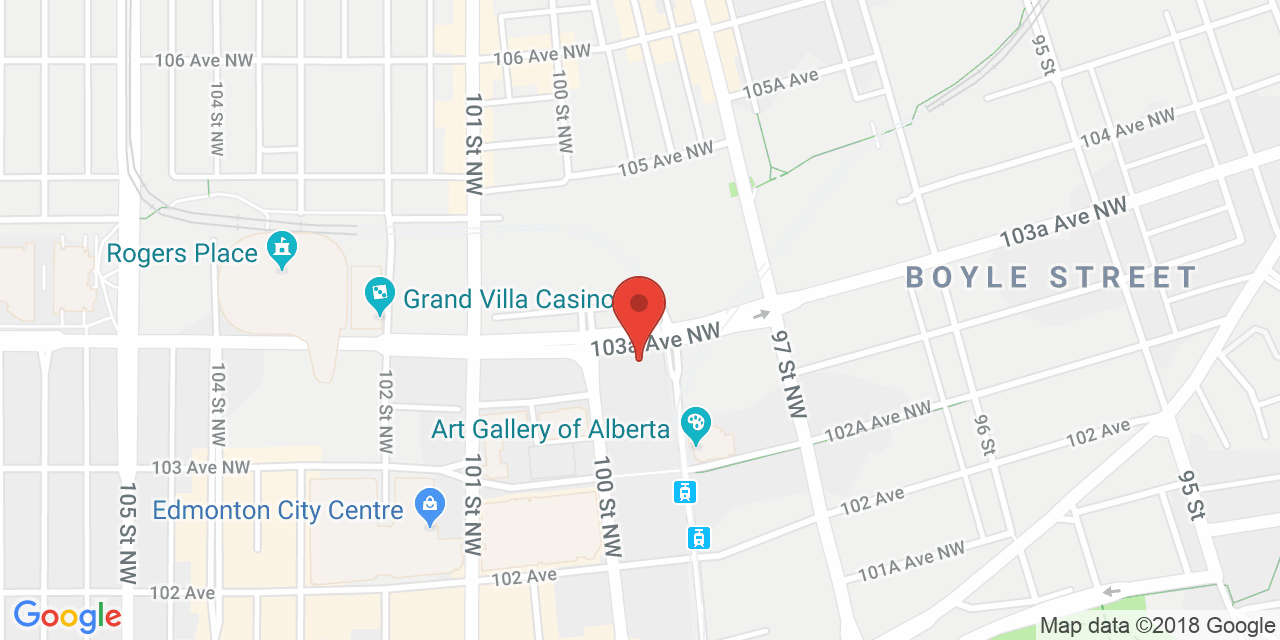 106 Ave NW
106 Ave NW
105A Ave
95 St
104 St NW
101 St NW
100 St NW
104 Ave NW
105 Ave NW
103a Ave NW
Rogers Place
BOYLE STREET
Grand Villa Casino
103a Ave NW
97 St NW
104 St NW
102 St NW
Art Gallery of Alberta
102A Ave NW
96 St
102 Ave
103 Ave NW
105 St NW
101 St NW
100 St NW
95 St
Edmonton City Centre
102 Ave
101A Ave NW
102 Ave
102 Ave
Google
Map data ©2018 Google